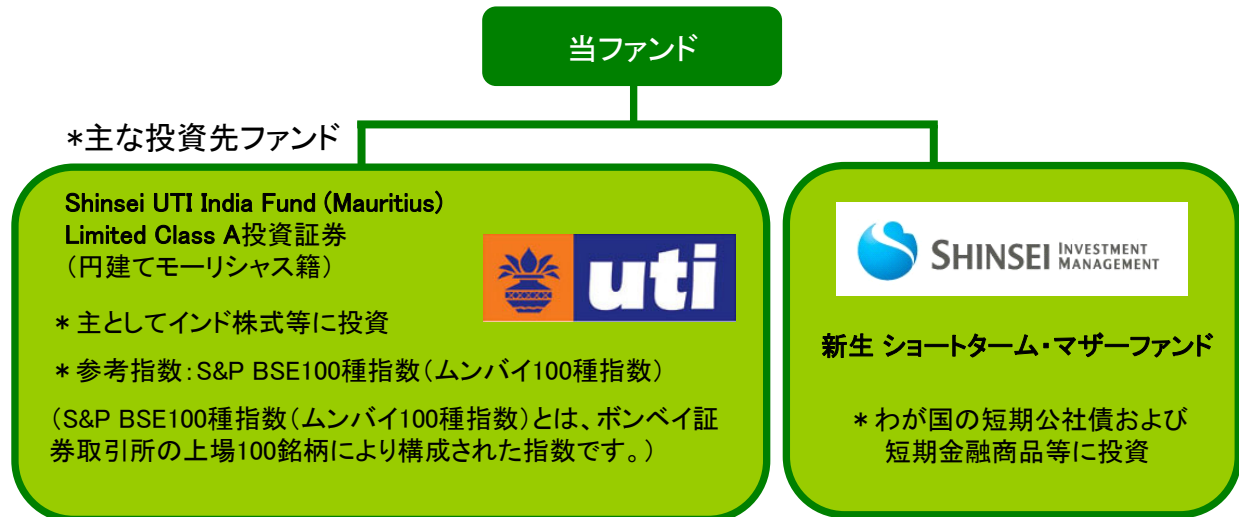 当ファンド
*主な投資先ファンド
Shinsei UTI India Fund (Mauritius)
Limited Class A投資証券
（円建てモーリシャス籍）
uti
*主としてインド株式等に投資
*参考指数：S&P BSE100種指数（ムンバイ100種指数）
（S&P BSE100種指数（ムンバイ100種指数）とは、ボンベイ証
券取引所の上場100銘柄により構成された指数です。）
SHINSEI INVESTMENT
MANAGEMENT
新生 ショートターム・マザーファンド
*わが国の短期公社債および
短期金融商品等に投資